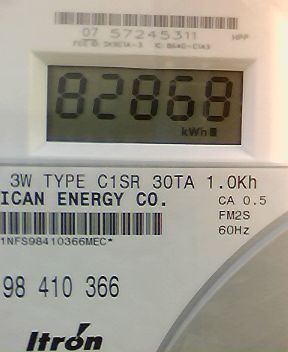 07 57245311 HPP
82868
kWh
3W TYPE C1SR 30TA 1.0Kh
ICAN ENERGY CO. CA 0.5
FM2S
60Hz
1NFS98410366MEC*
98 410 366
Itron